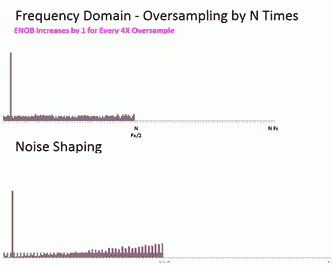 Frequency Domain - Oversampling by N Times
ENOB Increases by 1 for Every 4X Oversample
N
Fs/2
N Fs
Noise Shaping